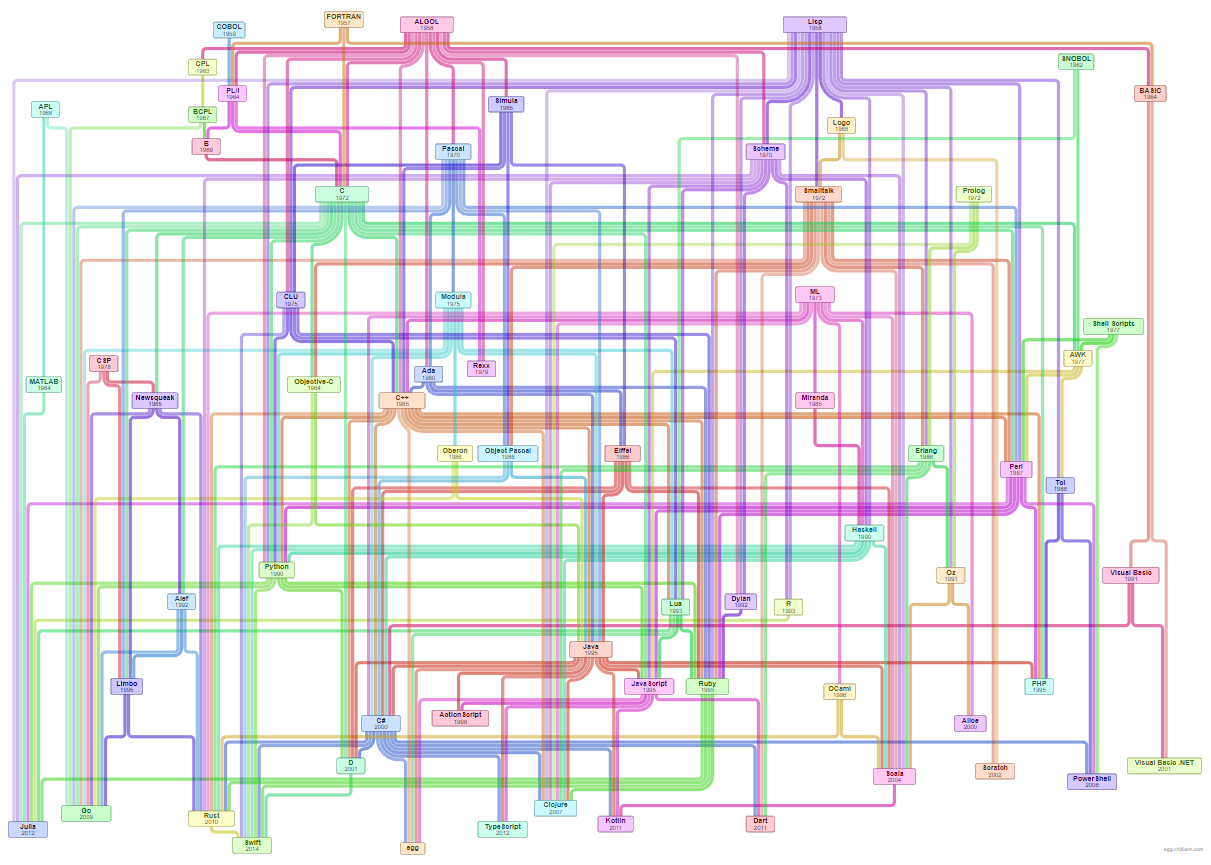 FORTRAN
1957
ALGOL
1958
Lisp
1958
COBOL
1959
SNOBOL
1962
CPL
1963
PL/I
1964
BASIC
1964
Simula
1965
APL
1966
BCPL
1967
Logo
1968
B
1969
Pascal
1970
Scheme
1970
C
1972
Smalltalk
1972
Prolog
1972
ML
1973
CLU
1975
Modula
1975
Shell Scripts
1977
AWK
1977
CSP
1978
Rexx
1979
Ada
1980
MATLAB
1984
Objective-C
1984
Newsqueak
1985
C++
1985
Miranda
1985
Oberon
1986
Object Pascal
1986
Eiffel
1986
Erlang
1986
Perl
1987
Tcl
1988
Haskell
1990
Python
1990
Oz
1991
Visual Basic
1991
Alef
1992
Dylan
1992
Lua
1993
R
1993
Java
1995
Limbo
1995
JavaScript
1995
Ruby
1995
PHP
1995
OCaml
1996
ActionScript
1998
C#
2000
Alice
2000
D
2001
Visual Basic .NET
2001
Scratch
2002
Scala
2004
PowerShell
2006
Clojure
2007
Go
2009
Rust
2010
Kotlin
2011
Dart
2011
Julia
2012
TypeScript
2012
Swift
2014
egg
egg.chilliant.com